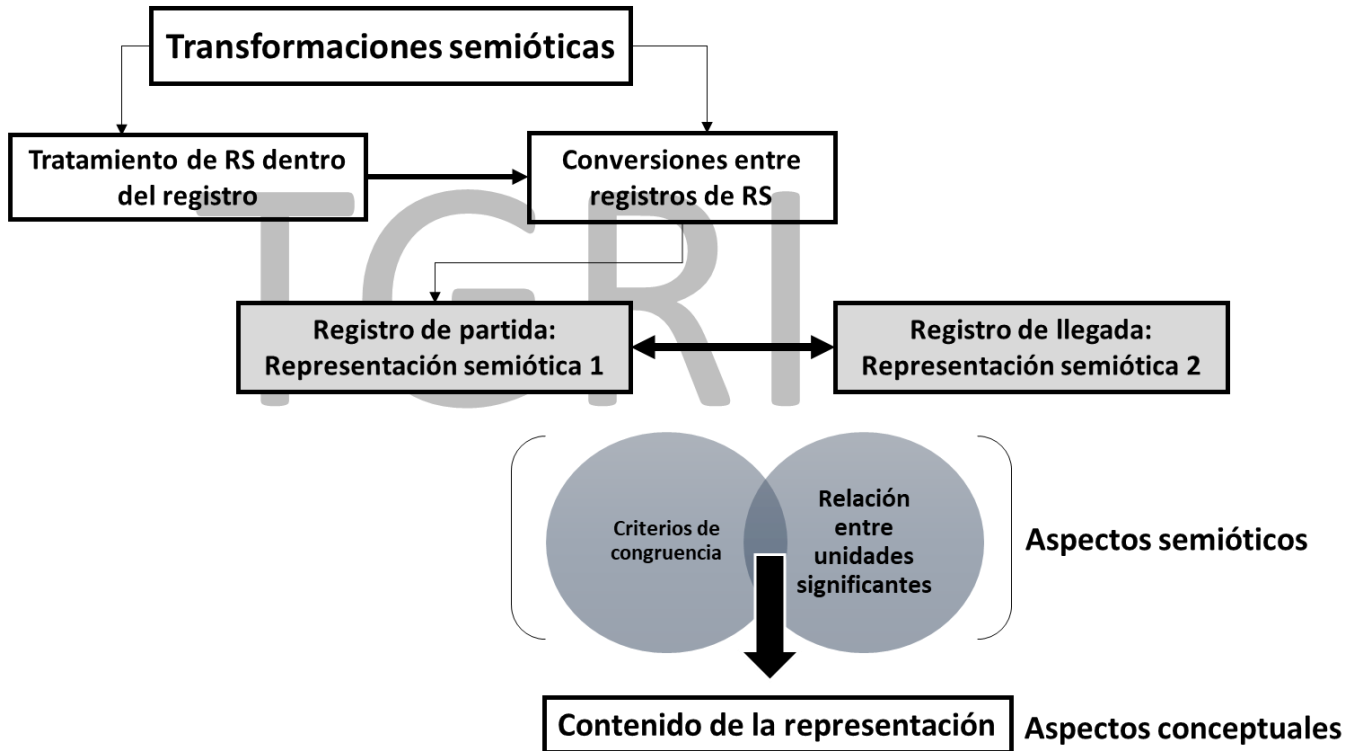 Transformaciones semióticas
Tratamiento de RS dentro
del registro
Conversiones entre
registros de RS
TGRI
Registro de partida:
Representación semiótica 1
Registro de llegada:
Representación semiótica 2
Criterios de
congruencia
Relación
entre
unidades
significantes
Aspectos semióticos
Contenido de la representación
Aspectos conceptuales